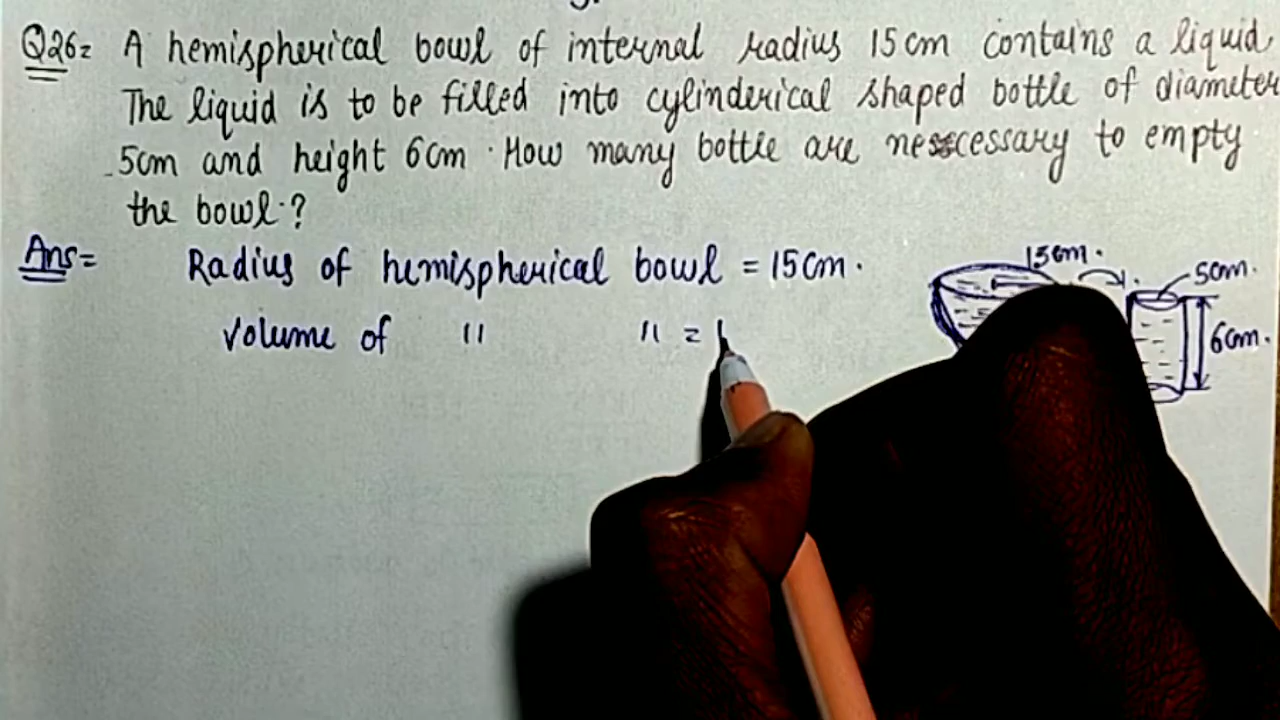 Q26= A hemispherical bowl of internal radius 15cm contains a liquid.
The liquid is to be filled into cylinderical shaped bottle of diameter
5cm and height 6cm. How many bottle are nesscessary to empty
the bowl.?
Ans= Radius of hemispherical bowl = 15cm.
15cm.
5cm.
6cm.
Volume of " " =